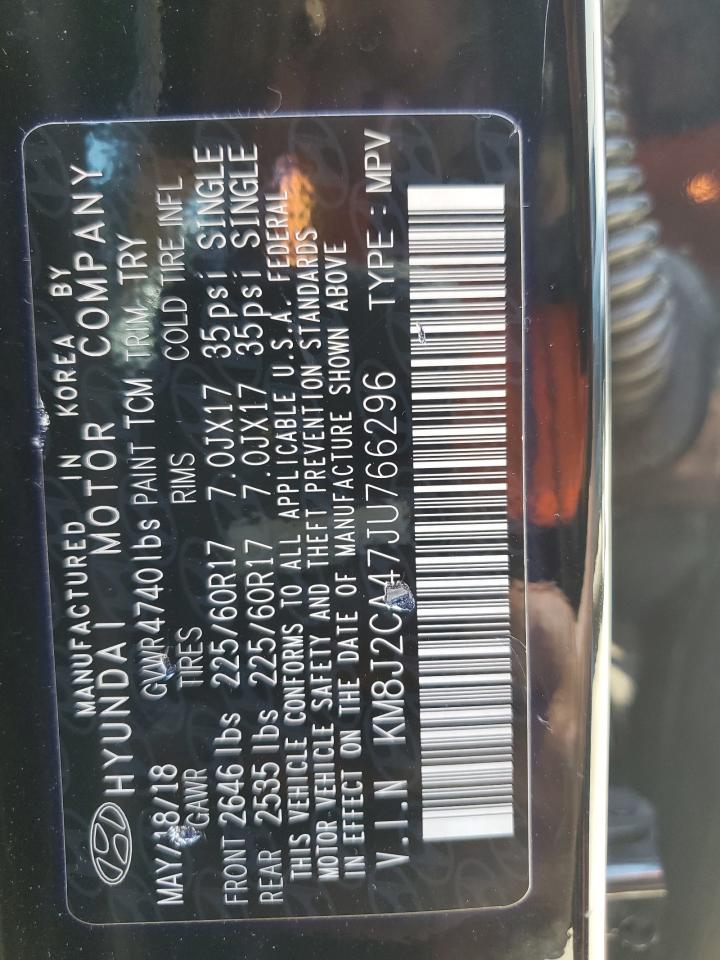 MANUFACTURED IN KOREA BY
HYUNDAI MOTOR COMPANY
MAY/18/18 GVWR4740lbs PAINT TCM TRIM TRY
GAWR TIRES RIMS COLD TIRE INFL
FRONT 2646 lbs 225/60R17 7.0JX17 35psi SINGLE
REAR 2535 lbs 225/60R17 7.0JX17 35psi SINGLE
THIS VEHICLE CONFORMS TO ALL APPLICABLE U.S.A. FEDERAL
MOTOR VEHICLE SAFETY AND THEFT PREVENTION STANDARDS
IN EFFECT ON THE DATE OF MANUFACTURE SHOWN ABOVE
V.I.N KM8J2CA47JU766296 TYPE : MPV